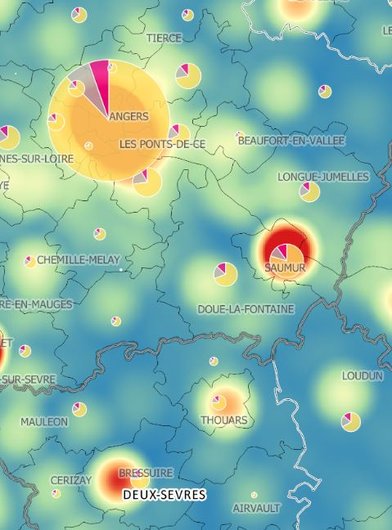 TIERCE
ANGERS
LES PONTS-DE-CE
BEAUFORT-EN-VALLEE
NES-SUR-LOIRE
LONGUE-JUMELLES
YE
CHEMILLE-MELAY
SAUMUR
RE-EN-MAUGES
DOUE-LA-FONTAINE
ET
-SUR-SEVRE
LOUDUN
MAULEON
THOUARS
CERIZAY
BRESSUIRE
DEUX-SEVRES
AIRVAULT